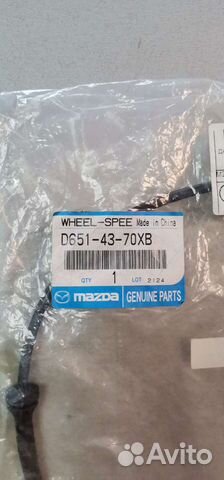 WHEEL-SPEE Made in China
D651-43-70XB
QTY 1 LOT 2124
mazda GENUINE PARTS
Avito